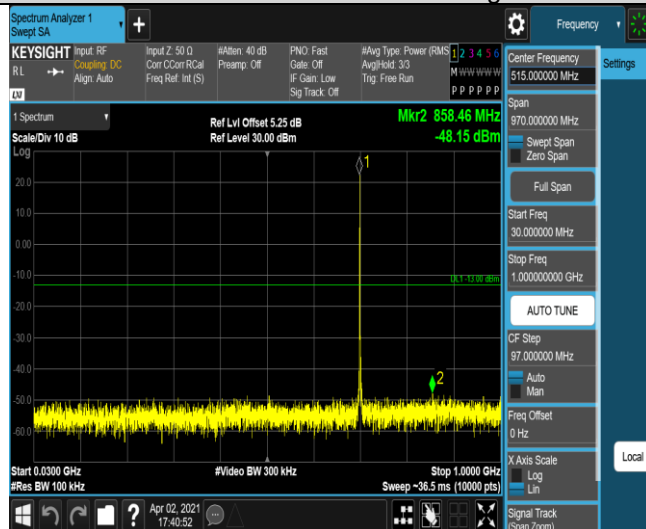 Spectrum Analyzer 1
Swept SA
Frequency
KEYSIGHT
RL
LXI
Input: RF
Coupling: DC
Align: Auto
Input Z: 50 Ω
Corr CCorr RCal
Freq Ref: Int (S)
#Atten: 40 dB
Preamp: Off
PNO: Fast
Gate: Off
IF Gain: Low
Sig Track: Off
#Avg Type: Power (RMS
Avg|Hold: 3/3
Trig: Free Run
1 2 3 4 5 6
M W W W W W
P P P P P P
1 Spectrum
Scale/Div 10 dB
Log
Ref Lvl Offset 5.25 dB
Ref Level 30.00 dBm
Mkr2 858.46 MHz
-48.15 dBm
1
20.0
10.0
0.00
-10.0
DL1 -13.00 dBm
-20.0
-30.0
-40.0
2
-50.0
-60.0
Start 0.0300 GHz
#Res BW 100 kHz
#Video BW 300 kHz
Stop 1.0000 GHz
Sweep ~36.5 ms (10000 pts)
Apr 02, 2021
17:40:52
Center Frequency
515.000000 MHz
Settings
Span
970.000000 MHz
Swept Span
Zero Span
Full Span
Start Freq
30.000000 MHz
Stop Freq
1.000000000 GHz
AUTO TUNE
CF Step
97.000000 MHz
Auto
Man
Freq Offset
0 Hz
X Axis Scale
Log
Lin
Local
Signal Track
(Span Zoom)